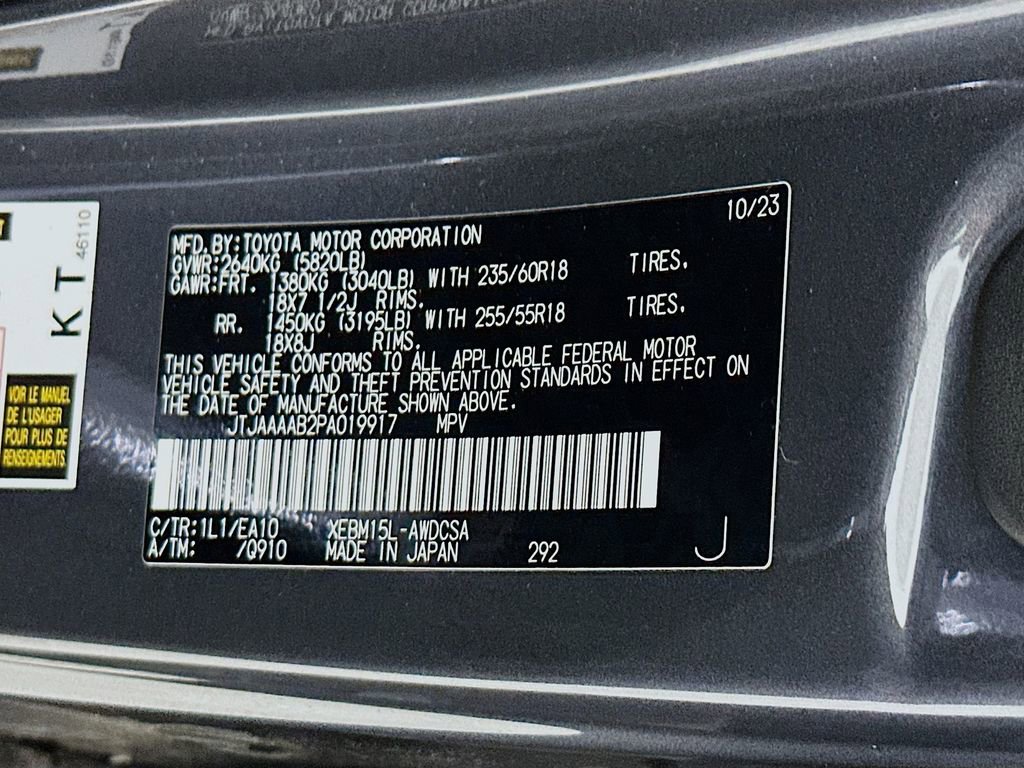 10/23
MFD. BY:TOYOTA MOTOR CORPORATION
GVWR:2640KG (5820LB)
GAWR:FRT. 1380KG (3040LB) WITH 235/60R18 TIRES.
18X7 1/2J RIMS.
RR. 1450KG (3195LB) WITH 255/55R18 TIRES.
18X8J RIMS.
THIS VEHICLE CONFORMS TO ALL APPLICABLE FEDERAL MOTOR
VEHICLE SAFETY AND THEFT PREVENTION STANDARDS IN EFFECT ON
THE DATE OF MANUFACTURE SHOWN ABOVE.
JTJAAAAB2PA019917 MPV
C/TR:1L1/EA10 XEBM15L-AWDCSA
A/TM: /Q910 MADE IN JAPAN 292
J
46110
KT
VOIR LE MANUEL
DE L'USAGER
POUR PLUS DE
RENSEIGNEMENTS.